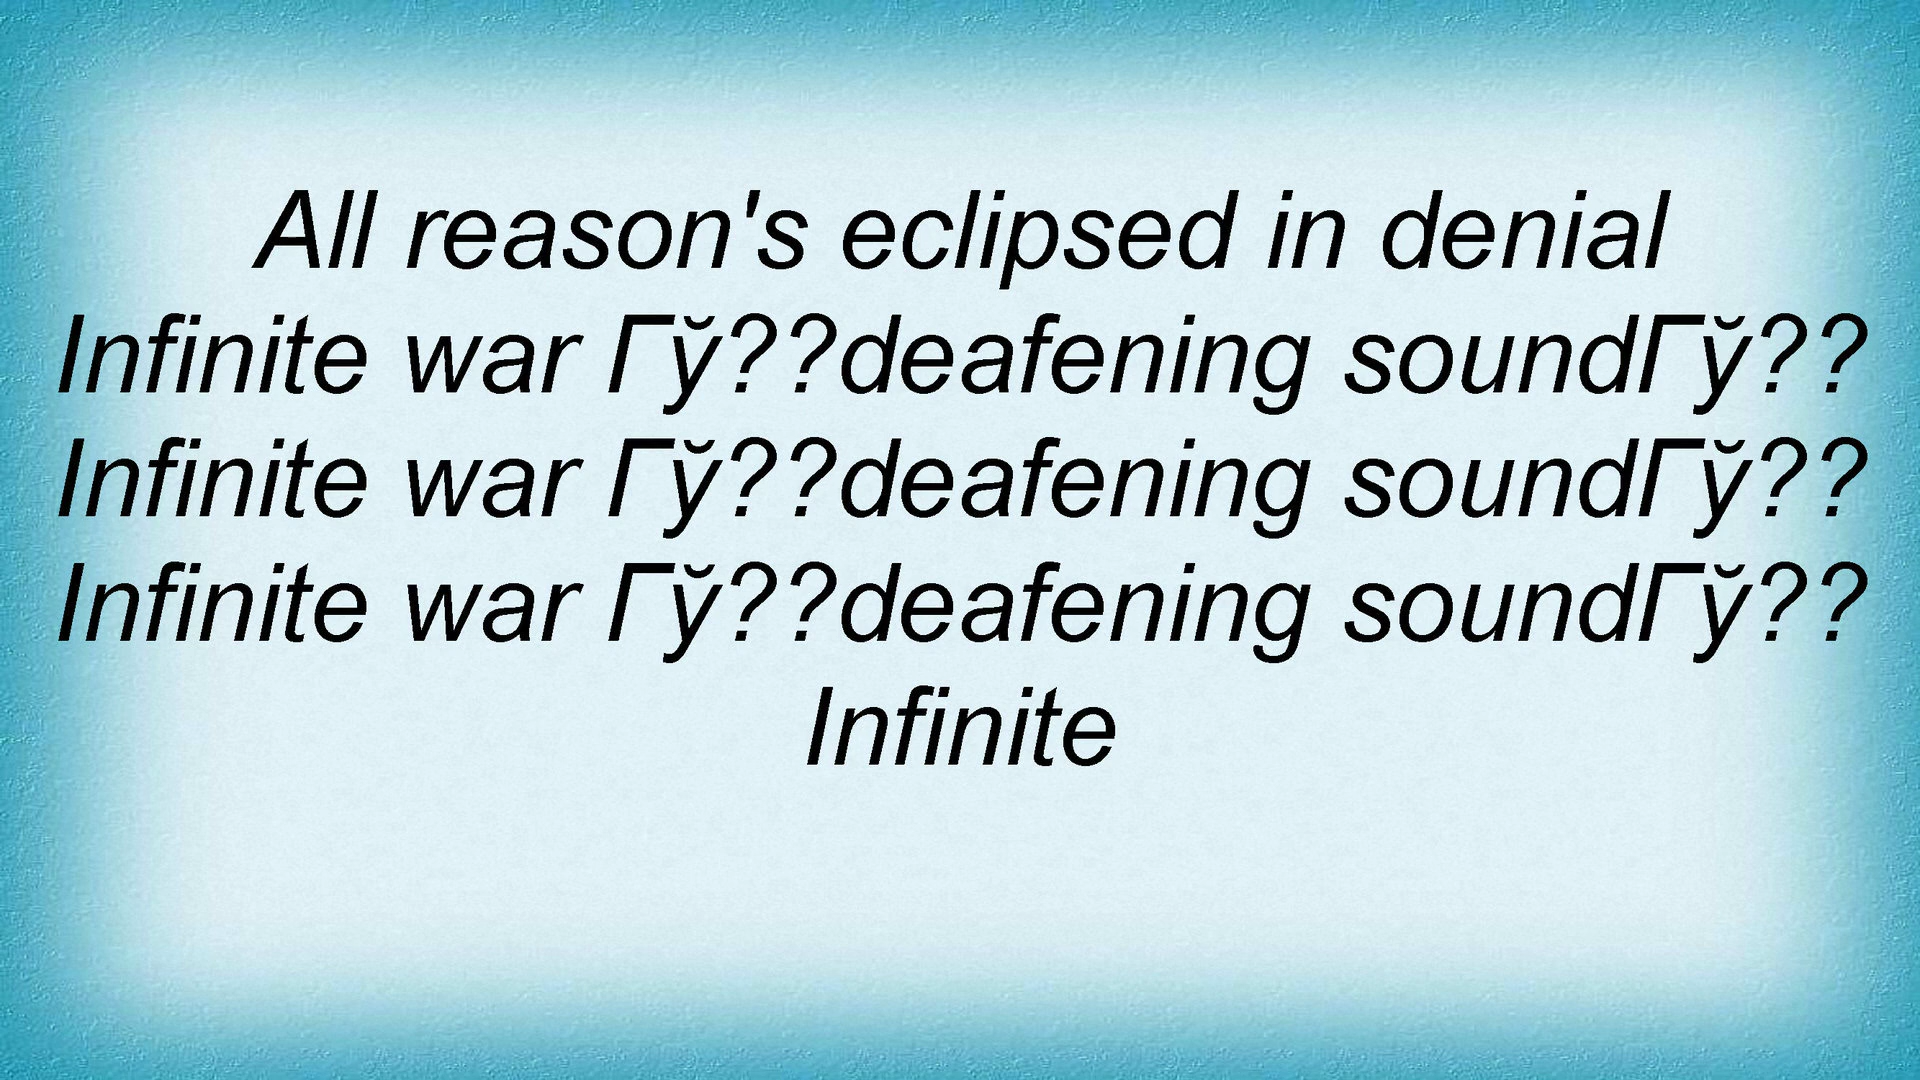 All reason's eclipsed in denial
Infinite war Гў??deafening soundГў??
Infinite war Гў??deafening soundГў??
Infinite war Гў??deafening soundГў??
Infinite